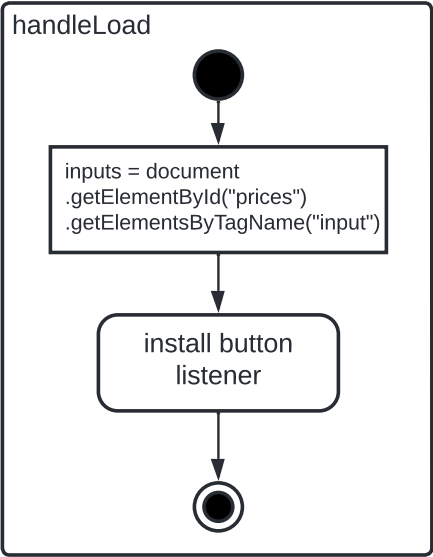 handleLoad
inputs = document
.getElementById("prices")
.getElementsByTagName("input")
install button
listener